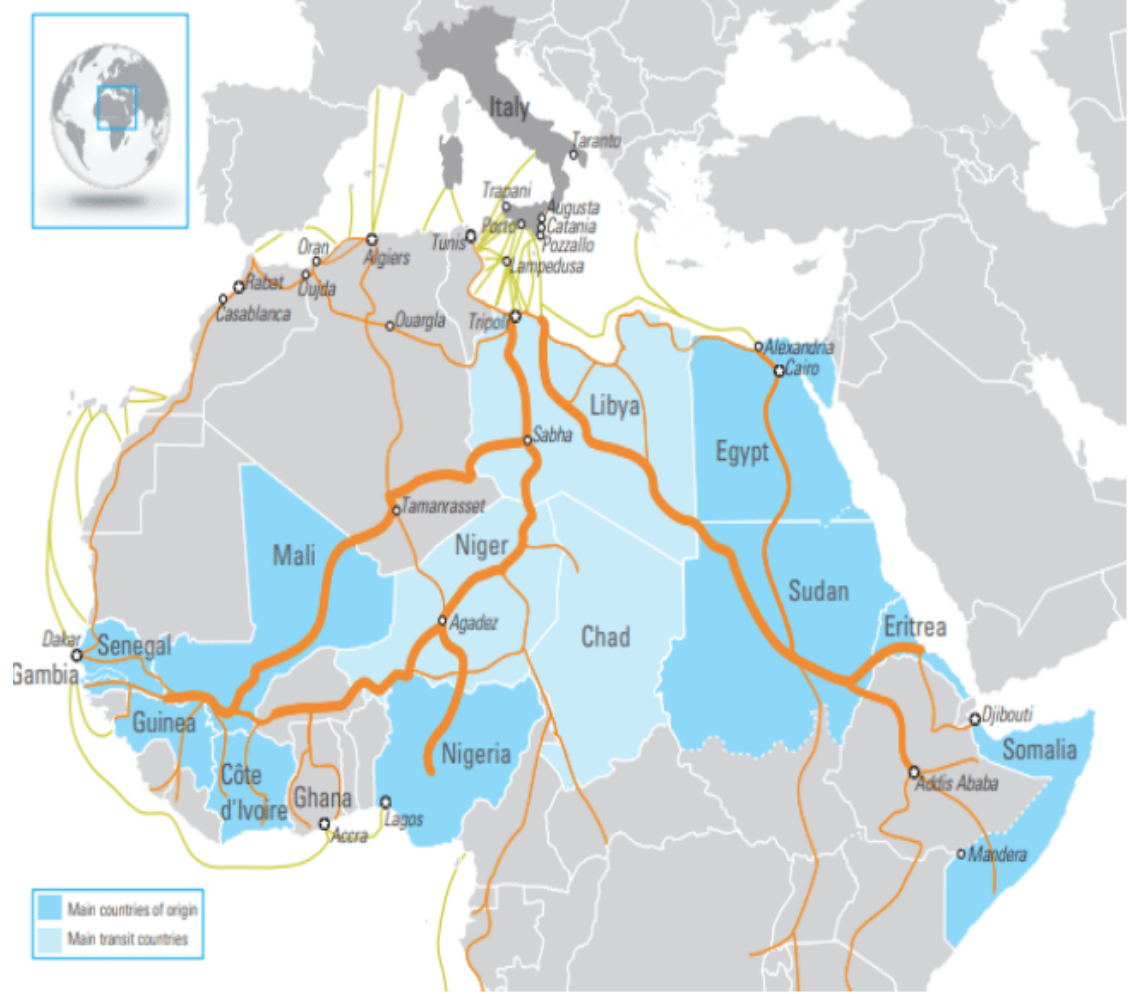 Italy
Taranto
Trapani
Augusta
Porto
Catania
Tunis
Pozzallo
Oran
Algiers
Lampedusa
Rabat
Oujda
Casablanca
Ouargla
Tripoli
Alexandria
Cairo
Libya
Sabha
Egypt
Tamanrasset
Mali
Niger
Sudan
Agadez
Eritrea
Dakar
Senegal
Chad
Gambia
Djibouti
Guinea
Nigeria
Somalia
Côte
d'Ivoire
Ghana
Addis Ababa
Lagos
Accra
Mandera
Main countries of origin
Main transit countries